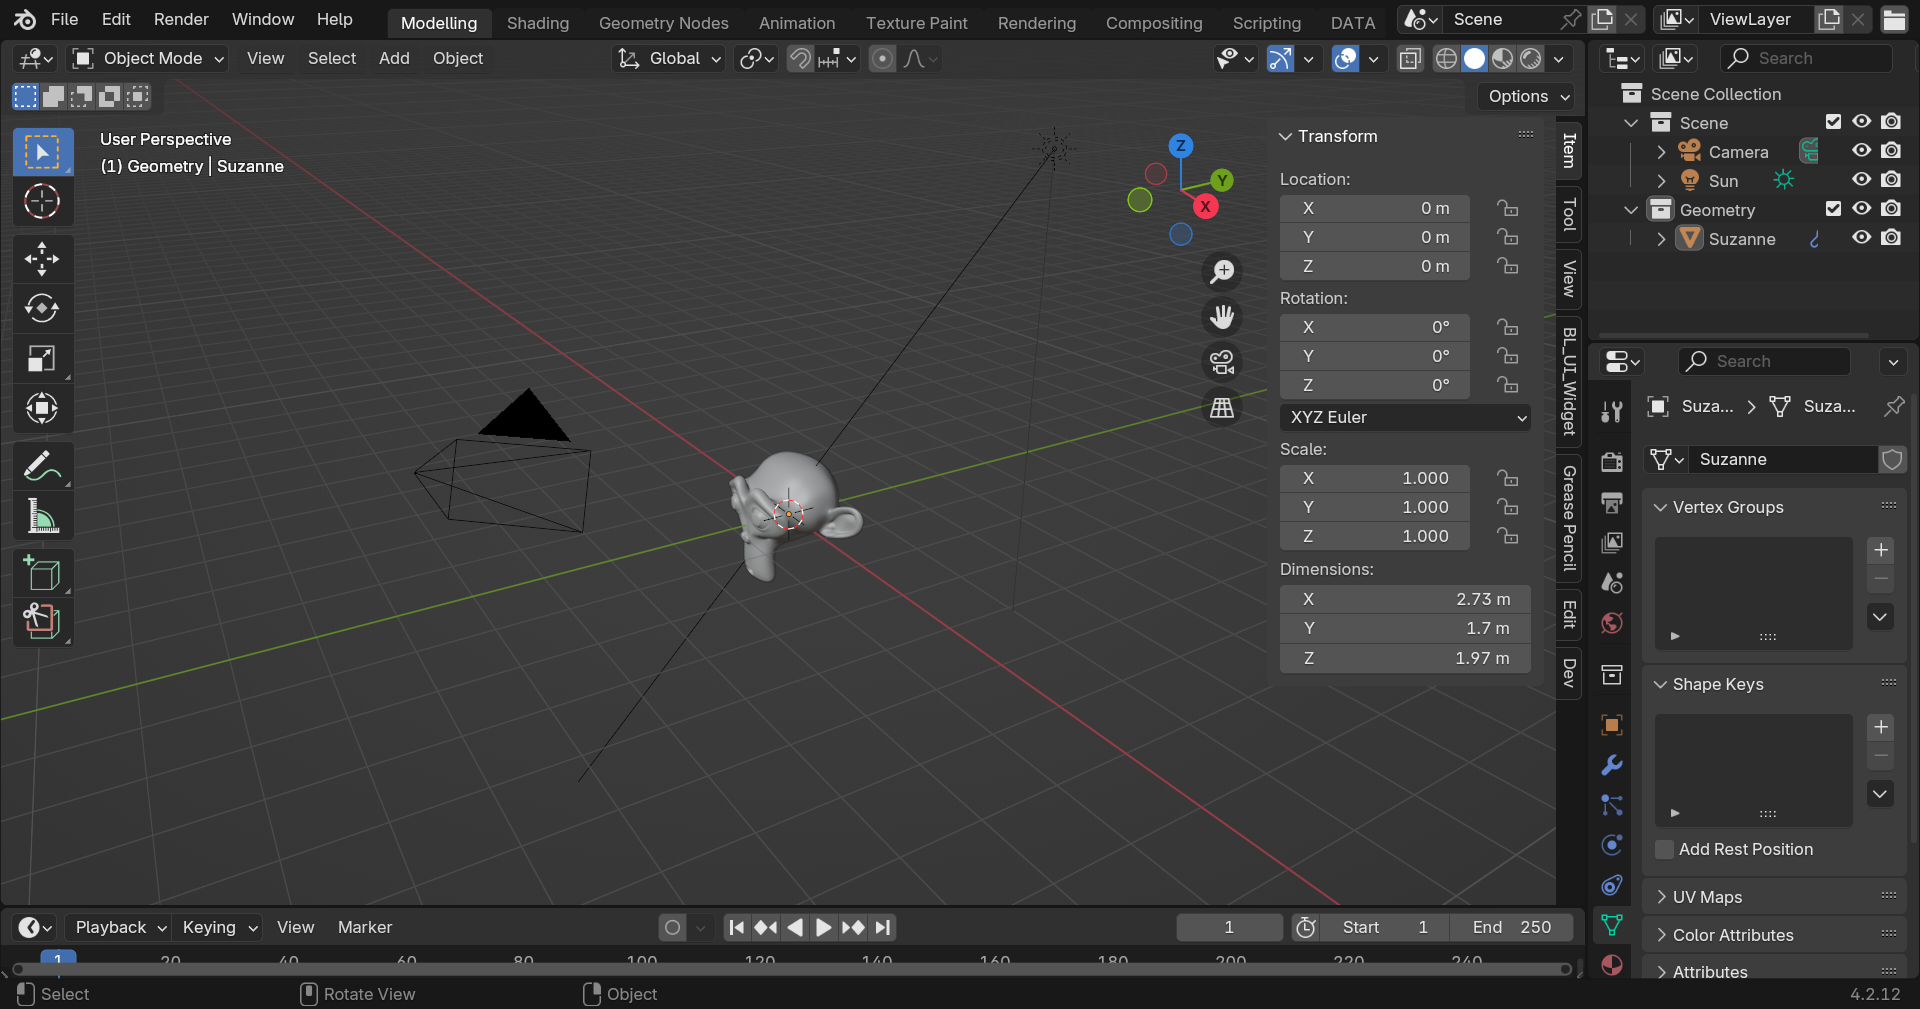 File Edit Render Window Help Modelling Shading Geometry Nodes Animation Texture Paint Rendering Compositing Scripting DATA Scene ViewLayer
Object Mode View Select Add Object Global Search
Options
User Perspective
(1) Geometry | Suzanne
Z
Y
X
Transform
Location:
X 0 m
Y 0 m
Z 0 m
Rotation:
X 0°
Y 0°
Z 0°
XYZ Euler
Scale:
X 1.000
Y 1.000
Z 1.000
Dimensions:
X 2.73 m
Y 1.7 m
Z 1.97 m
Item
Tool
View
BL_UI_Widget
Grease Pencil
Edit
Dev
Scene Collection
Scene
Camera
Sun
Geometry
Suzanne
Search
Suza... Suza...
Suzanne
Vertex Groups
Shape Keys
Add Rest Position
UV Maps
Color Attributes
Attributes
Playback Keying View Marker 1 Start 1 End 250
1 20 40 60 80 100 120 140 160 180 200 220 240
Select Rotate View Object 4.2.12